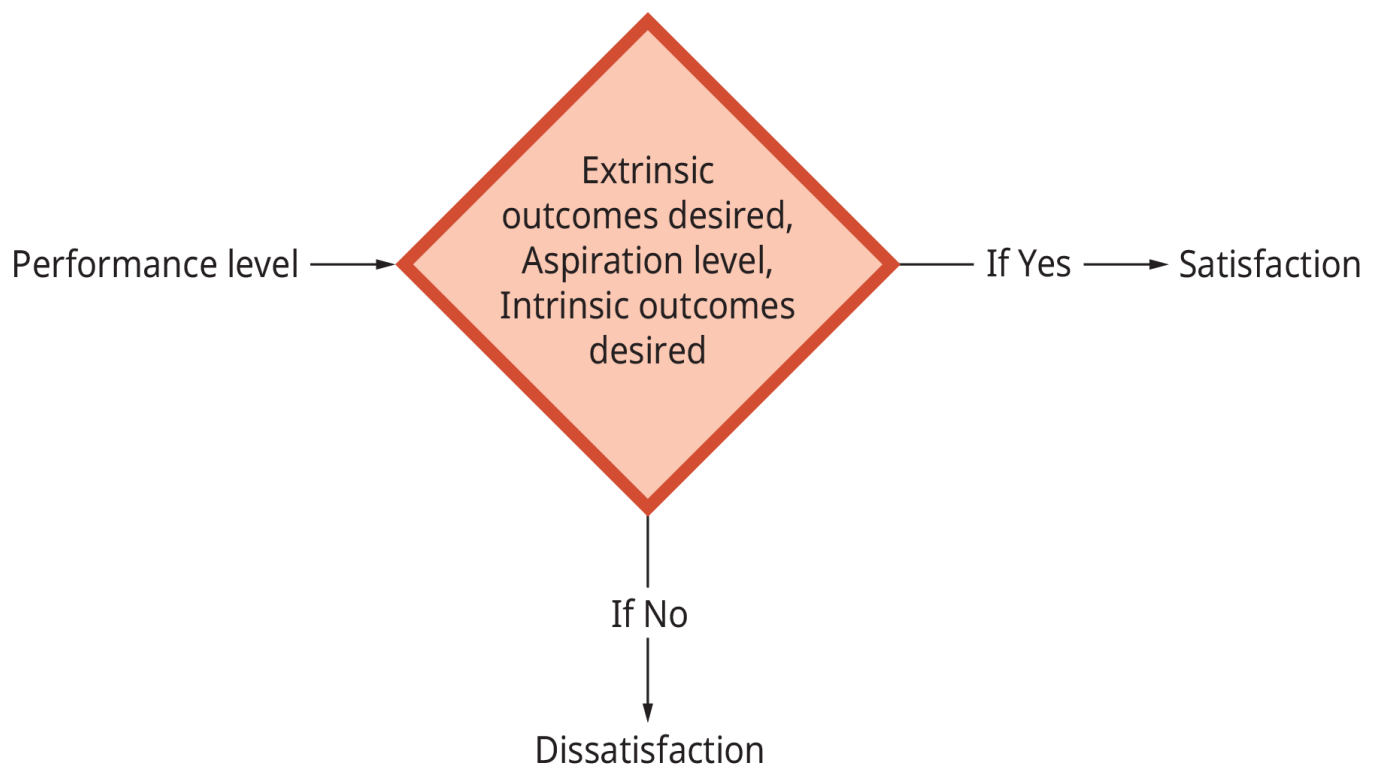 Extrinsic
outcomes desired,
Aspiration level,
Intrinsic outcomes
desired
Performance level
If Yes
Satisfaction
If No
Dissatisfaction